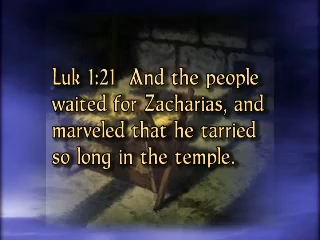 Luk 1:21 And the people
waited for Zacharias, and
marveled that he tarried
so long in the temple.